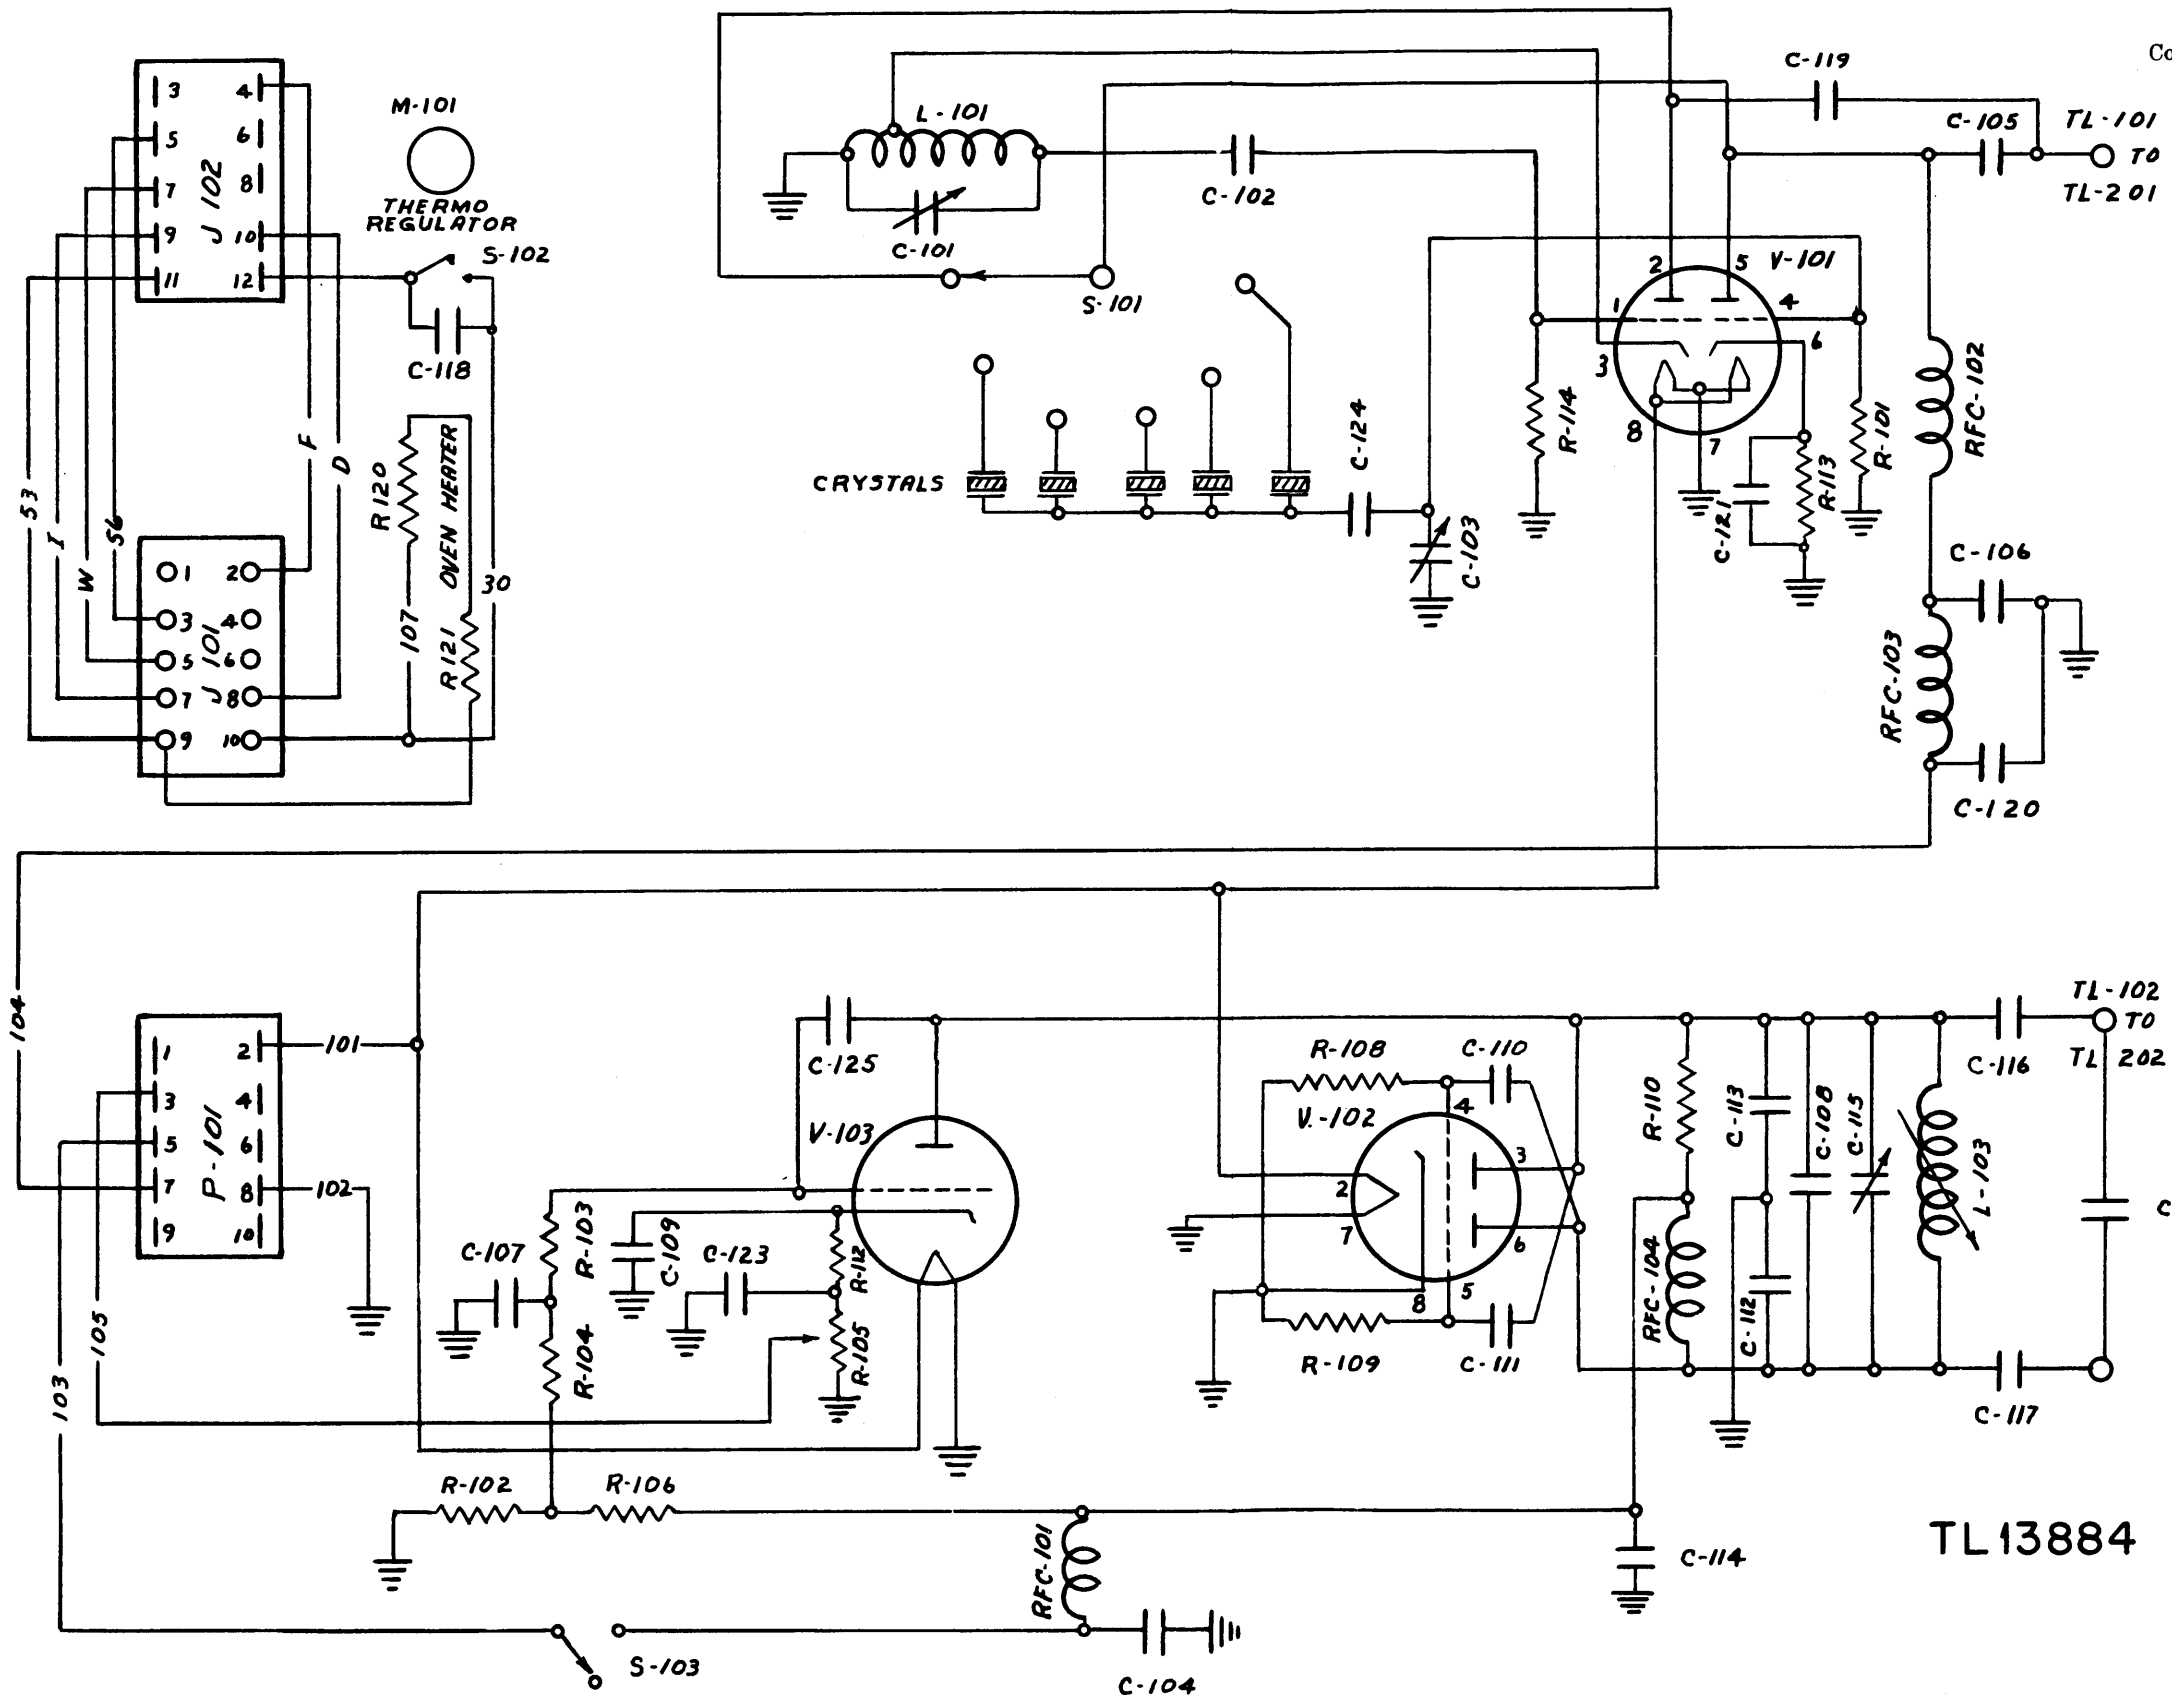 Co
3 4
5 6
7 8
9 10
11 12
J 102
M-101
THERMO
REGULATOR
S-102
C-118
F
D
53
I
W
56
1 2
3 4
5 6
7 8
9 10
J 101
R120
OVEN HEATER
107
R121
30
L-101
C-101
C-102
S-101
CRYSTALS
C-124
C-103
R-114
C-119
C-105
TL-101
TO
TL-201
V-101
2 5
1 4
3 6
8 7
C-121
R-113
R-101
RFC-102
C-106
RFC-103
C-120
104
1 2
3 4
5 6
7 8
9 10
P-101
101
102
103
105
C-125
V-103
R-103
C-107
C-109
C-123
R-112
R-104
R-105
R-102
R-106
RFC-101
S-103
C-104
R-108
C-110
V-102
4
3
2
7
6
8 5
R-109
C-111
R-110
RFC-104
C-113
C-112
C-108
C-115
L-103
C-116
TL-102
TO
TL 202
C
C-117
C-114
TL13884